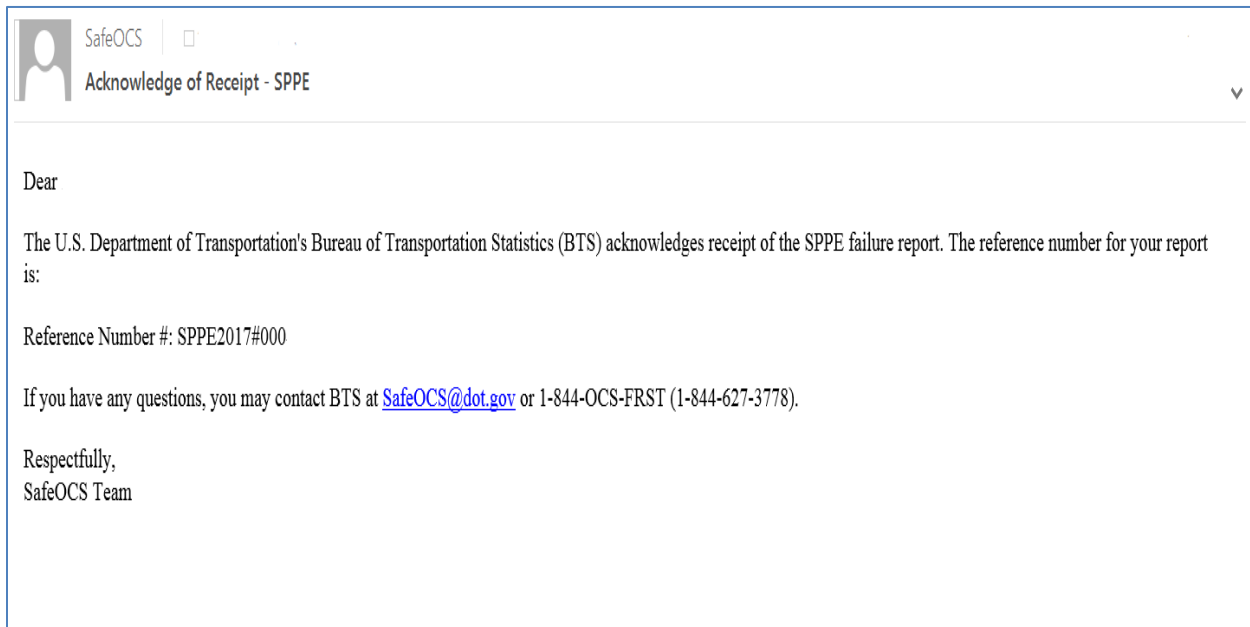 SafeOCS
Acknowledge of Receipt - SPPE
Dear
The U.S. Department of Transportation's Bureau of Transportation Statistics (BTS) acknowledges receipt of the SPPE failure report. The reference number for your report
is:
Reference Number #: SPPE2017#000
If you have any questions, you may contact BTS at SafeOCS@dot.gov or 1-844-OCS-FRST (1-844-627-3778).
Respectfully,
SafeOCS Team